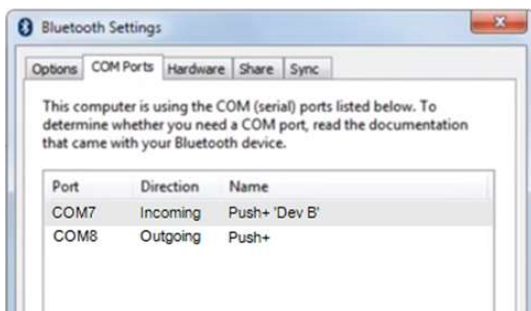 Bluetooth Settings
Options COM Ports Hardware Share Sync
This computer is using the COM (serial) ports listed below. To
determine whether you need a COM port, read the documentation
that came with your Bluetooth device.
Port Direction Name
COM7 Incoming Push+ 'Dev B'
COM8 Outgoing Push+